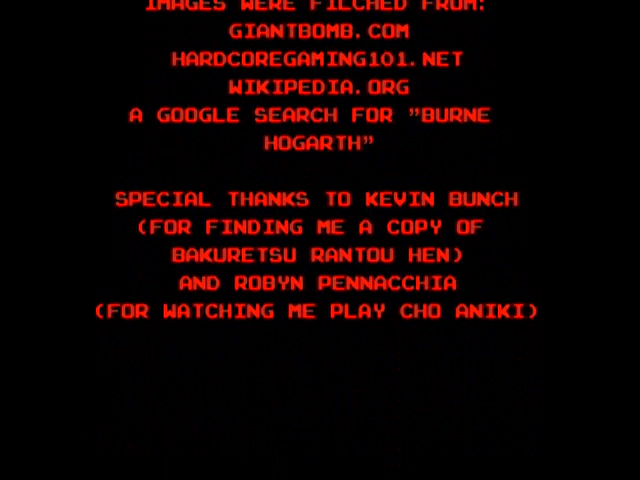 IMAGES WERE FILCHED FROM:
GIANTBOMB.COM
HARDCOREGAMING101.NET
WIKIPEDIA.ORG
A GOOGLE SEARCH FOR "BURNE
HOGARTH"
SPECIAL THANKS TO KEVIN BUNCH
(FOR FINDING ME A COPY OF
BAKURETSU RANTOU HEN)
AND ROBYN PENNACCHIA
(FOR WATCHING ME PLAY CHO ANIKI)